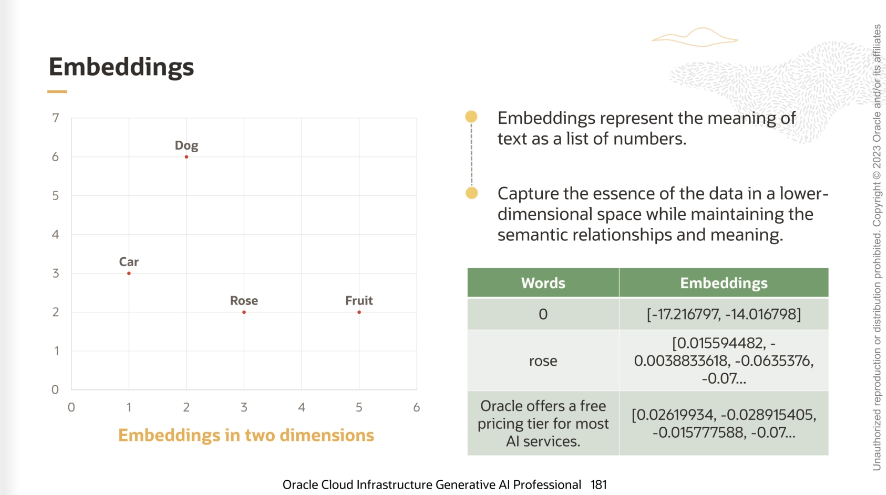 Embeddings
7
6
5
4
3
2
1
0
Dog
Car
Rose
Fruit
0 1 2 3 4 5 6
Embeddings in two dimensions
Embeddings represent the meaning of
text as a list of numbers.
Capture the essence of the data in a lower-
dimensional space while maintaining the
semantic relationships and meaning.
Words Embeddings
0 [-17.216797, -14.016798]
rose
[0.015594482, -
0.0038833618, -0.0635376,
-0.07...
Oracle offers a free
pricing tier for most
AI services.
[0.02619934, -0.028915405,
-0.015777588, -0.07...
Oracle Cloud Infrastructure Generative AI Professional 181
Unauthorized reproduction or distribution prohibited. Copyright © 2023 Oracle and/or its affiliates